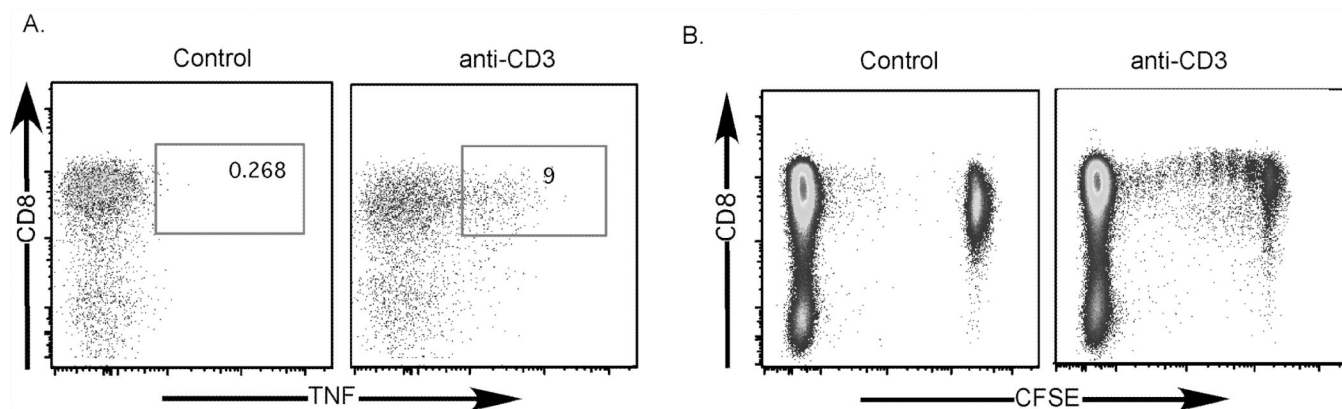 A.
Control
anti-CD3
CD8
0.268
9
TNF
B.
Control
anti-CD3
CD8
CFSE